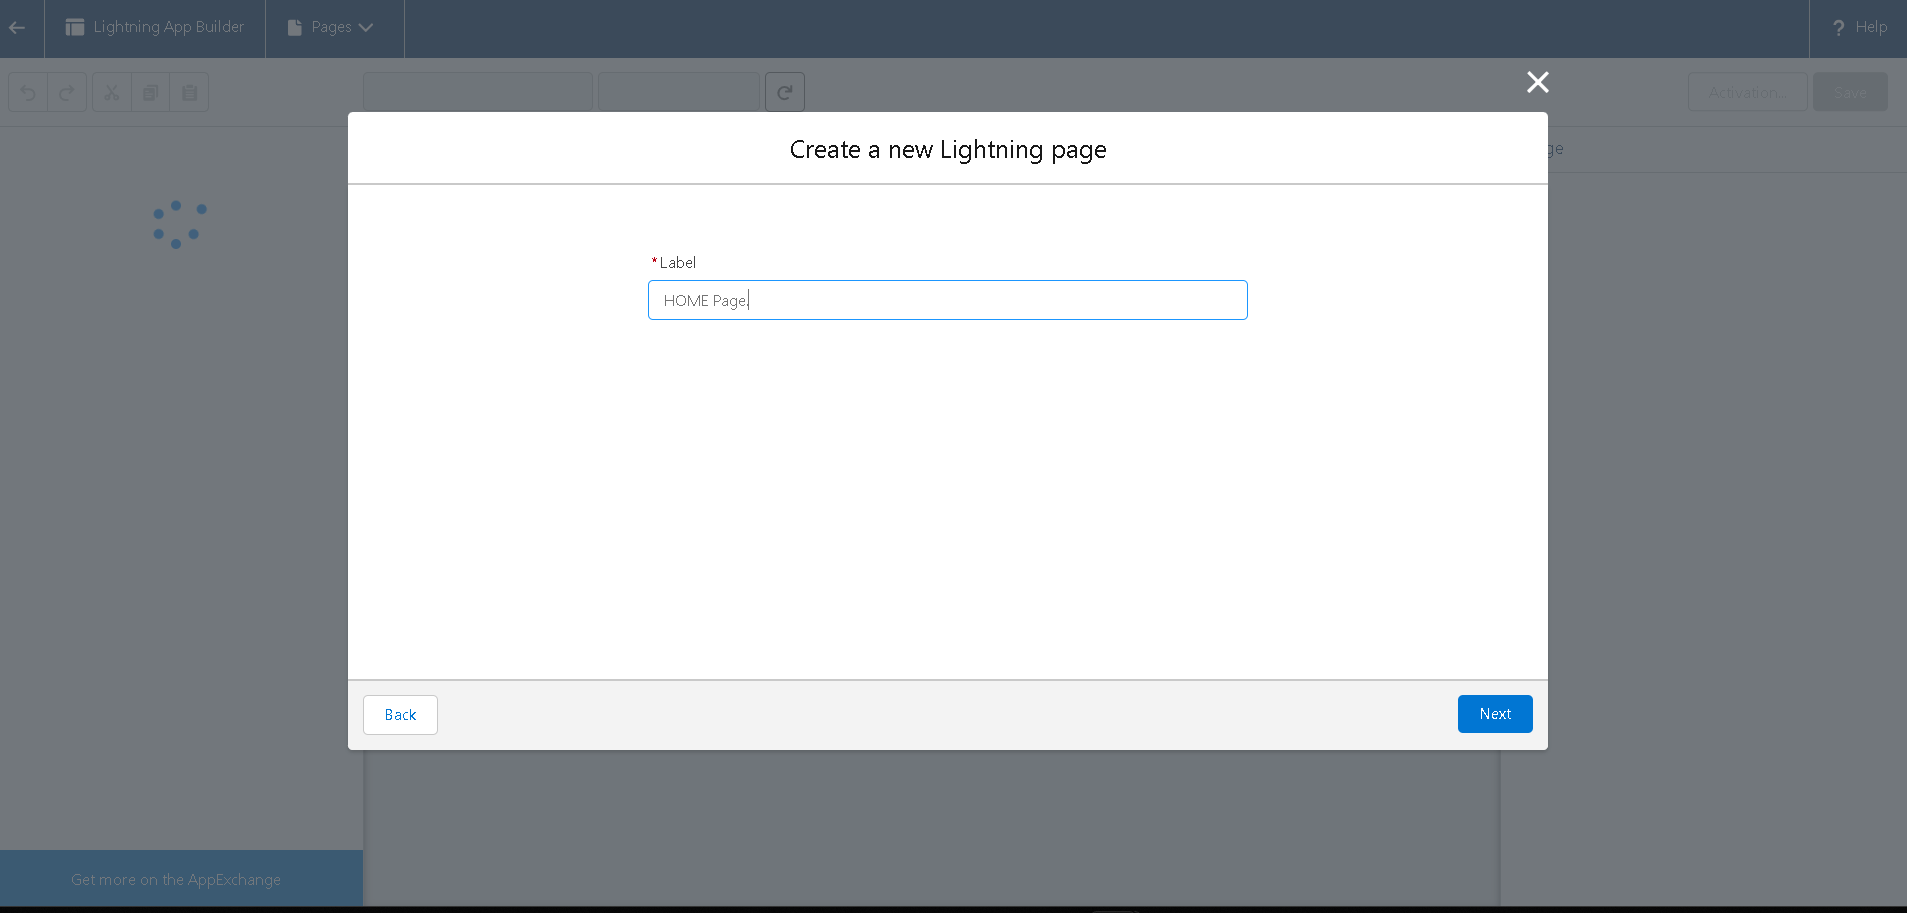 Lightning App Builder
Pages
? Help
Activation...
Save
Create a new Lightning page
ge
*Label
HOME Page.
Back
Next
Get more on the AppExchange